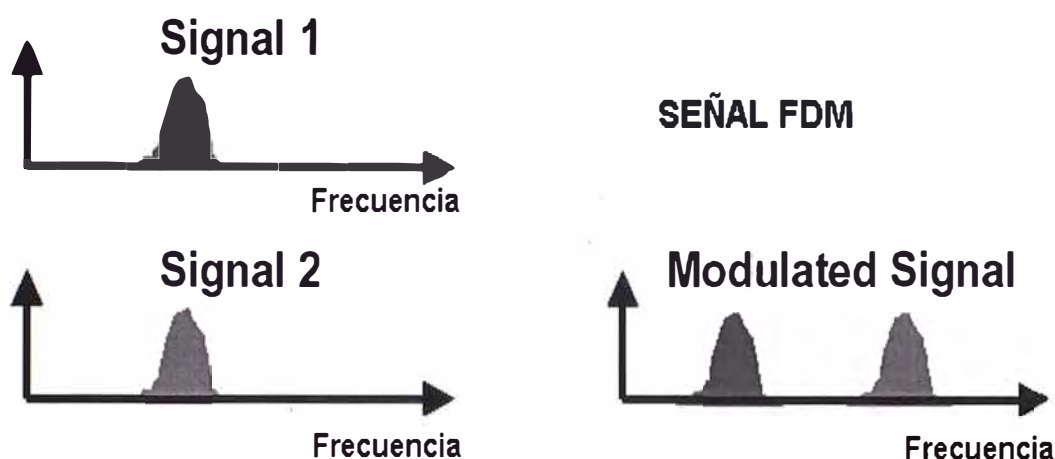 Signal 1
SEÑAL FDM
Frecuencia
Signal 2
Modulated Signal
Frecuencia
Frecuencia